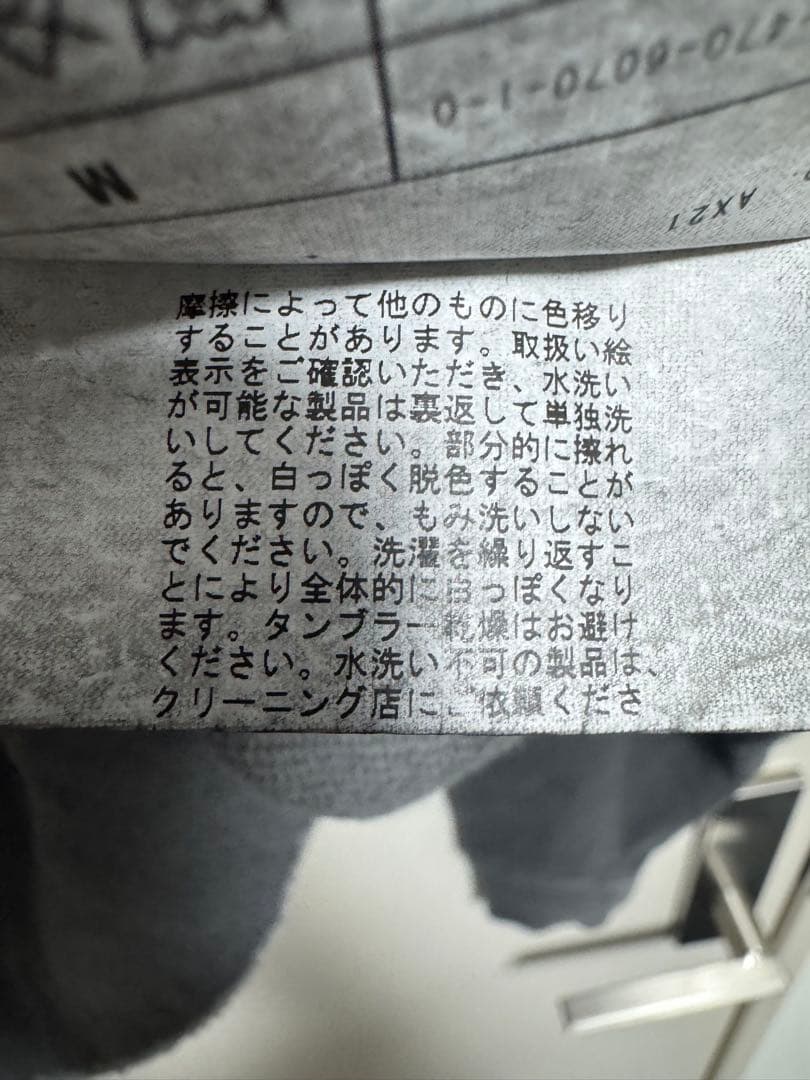 470-6070-1-0
M
AX21
摩擦によって他のものに色移り
することがあります。取扱い絵
表示をご確認いただき、水洗い
が可能な製品は裏返して単独洗
いしてください。部分的に擦れ
ると、白っぽく脱色することが
ありますので、もみ洗いしない
でください。洗濯を繰り返すこ
とにより全体的に白っぽくなり
ます。タンブラー乾燥はお避け
ください。水洗い不可の製品は、
クリーニング店にご依頼くださ